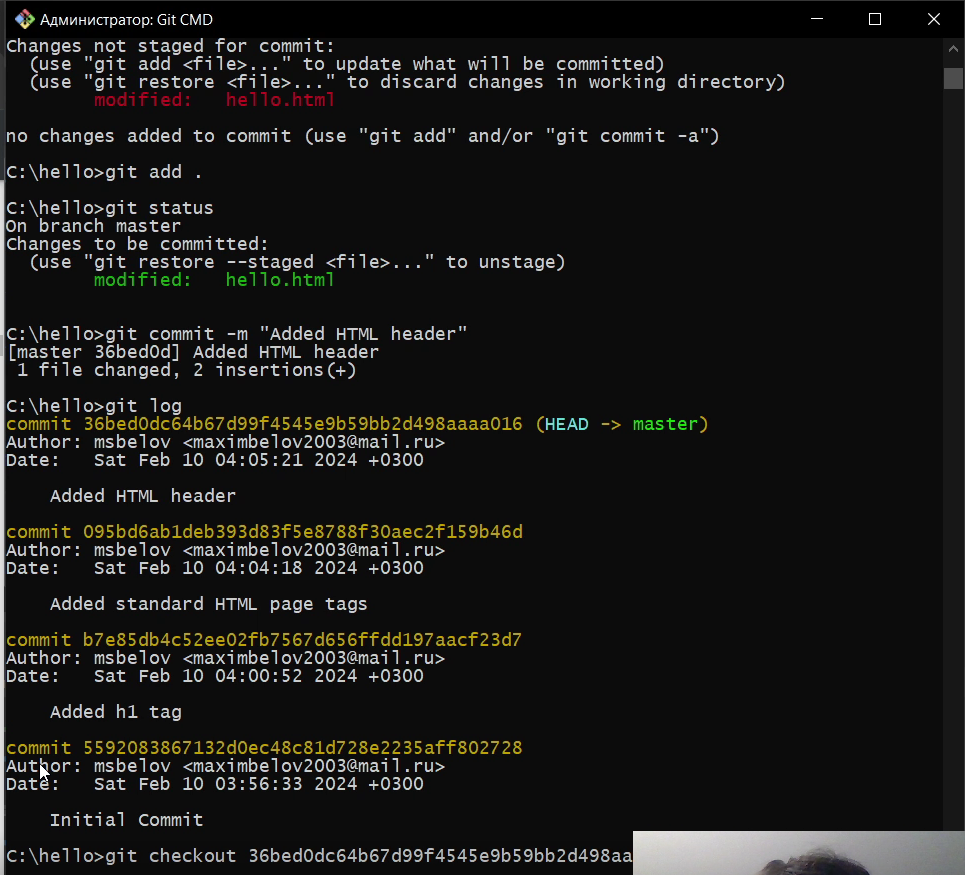 Администратор: Git CMD
Changes not staged for commit:
(use "git add <file>..." to update what will be committed)
(use "git restore <file>..." to discard changes in working directory)
modified: hello.html
no changes added to commit (use "git add" and/or "git commit -a")
C:\hello>git add .
C:\hello>git status
On branch master
Changes to be committed:
(use "git restore --staged <file>..." to unstage)
modified: hello.html
C:\hello>git commit -m "Added HTML header"
[master 36bed0d] Added HTML header
1 file changed, 2 insertions(+)
C:\hello>git log
commit 36bed0dc64b67d99f4545e9b59bb2d498aaaa016 (HEAD -> master)
Author: msbelov <maximbelov2003@mail.ru>
Date: Sat Feb 10 04:05:21 2024 +0300
Added HTML header
commit 095bd6ab1deb393d83f5e8788f30aec2f159b46d
Author: msbelov <maximbelov2003@mail.ru>
Date: Sat Feb 10 04:04:18 2024 +0300
Added standard HTML page tags
commit b7e85db4c52ee02fb7567d656ffdd197aacf23d7
Author: msbelov <maximbelov2003@mail.ru>
Date: Sat Feb 10 04:00:52 2024 +0300
Added h1 tag
commit 5592083867132d0ec48c81d728e2235aff802728
Author: msbelov <maximbelov2003@mail.ru>
Date: Sat Feb 10 03:56:33 2024 +0300
Initial Commit
C:\hello>git checkout 36bed0dc64b67d99f4545e9b59bb2d498aa